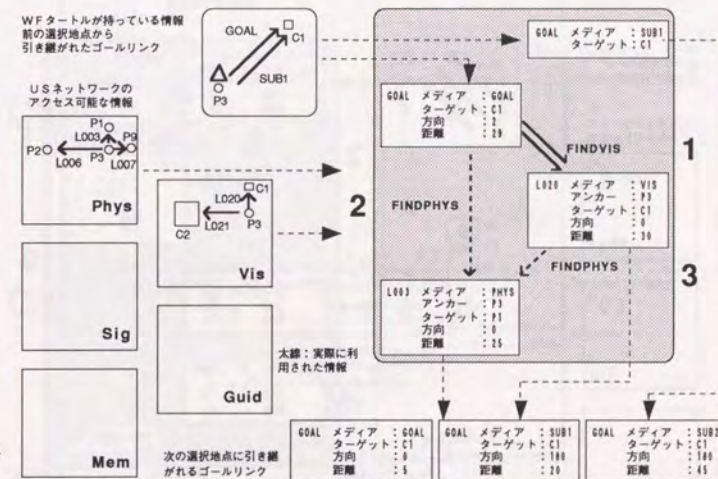 WFタートルが持っている情報
前の選択地点から
引き継がれたゴールリンク
GOAL
C1
SUB1
P3
USネットワークの
アクセス可能な情報
P1
L003
P9
P2
P3
L006
L007
Phys
L020
C1
L021
C2
P3
Vis
Sig
Guid
Mem
太線：実際に利
用された情報
次の選択地点に引き継
がれるゴールリンク
GOAL メディア :SUB1
ターゲット:C1
GOAL メディア :GOAL
ターゲット:C1
方向 :2
距離 :29
FINDVIS
1
L020 メディア :VIS
アンカー :P3
ターゲット:C1
方向 :0
距離 :30
2
FINDPHYS
FINDPHYS
3
L003 メディア :PHYS
アンカー :P3
ターゲット:P1
方向 :0
距離 :25
GOAL メディア :GOAL
ターゲット:C1
方向 :0
距離 :5
GOAL メディア :SUB1
ターゲット:C1
方向 :180
距離 :20
GOAL メディア :SUB2
ターゲット:C1
方向 :180
距離 :45